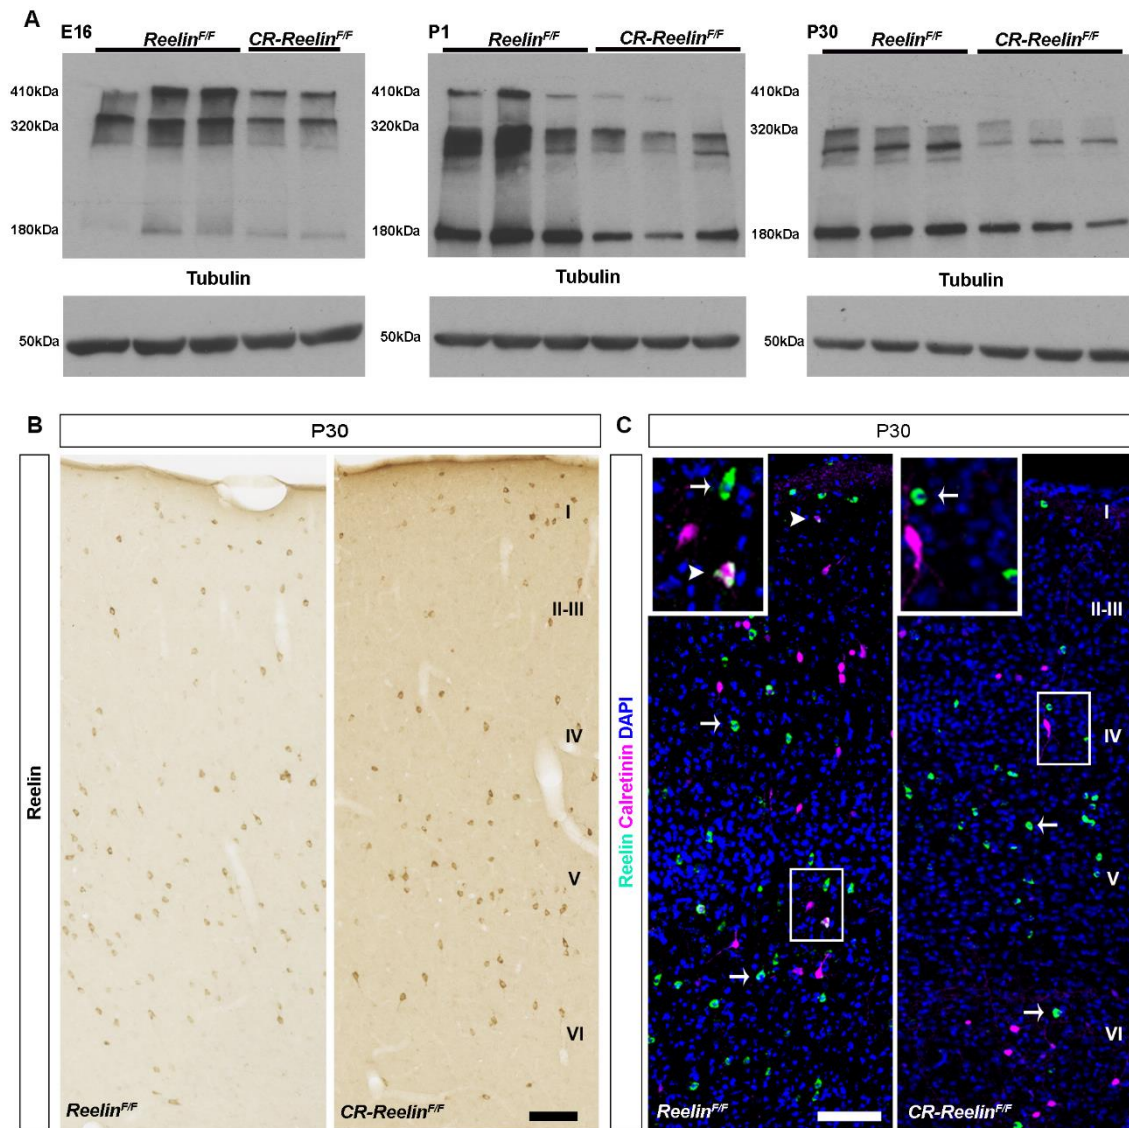 A
E16 Reelin^F/F CR-Reelin^F/F
P1 Reelin^F/F CR-Reelin^F/F
P30 Reelin^F/F CR-Reelin^F/F
410kDa
320kDa
180kDa
410kDa
320kDa
180kDa
410kDa
320kDa
180kDa
Tubulin
50kDa
Tubulin
50kDa
Tubulin
50kDa
B
P30
Reelin
I
II-III
IV
V
VI
Reelin^F/F
CR-Reelin^F/F
C
P30
Reelin Calretinin DAPI
I
II-III
IV
V
VI
Reelin^F/F
CR-Reelin^F/F